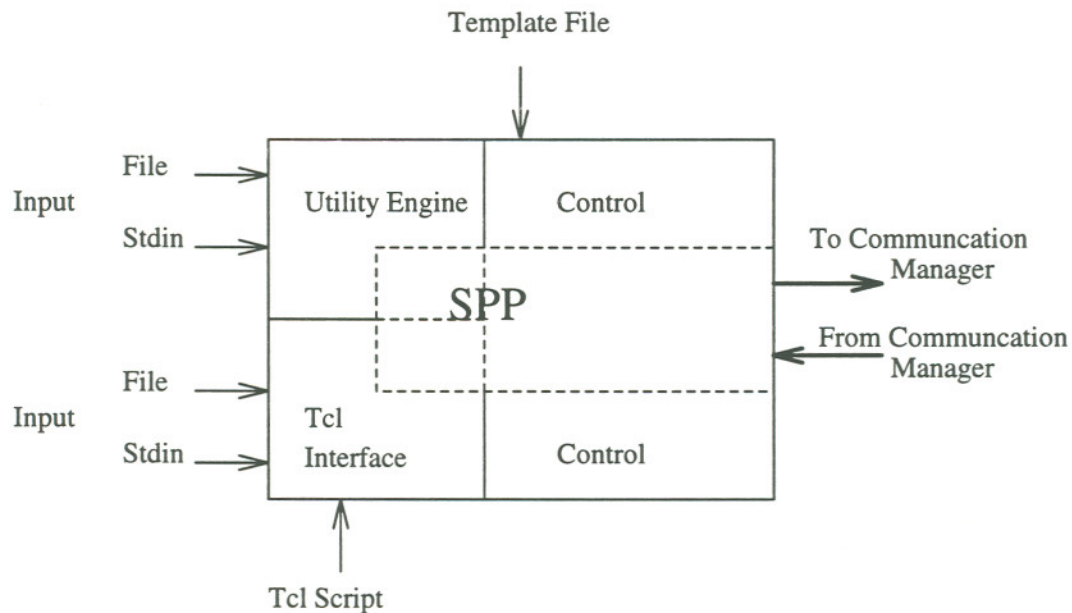 Template File
File
Input
Utility Engine
Control
Stdin
To Communcation
Manager
SPP
From Communcation
Manager
File
Input
Tcl
Interface
Control
Stdin
Tcl Script